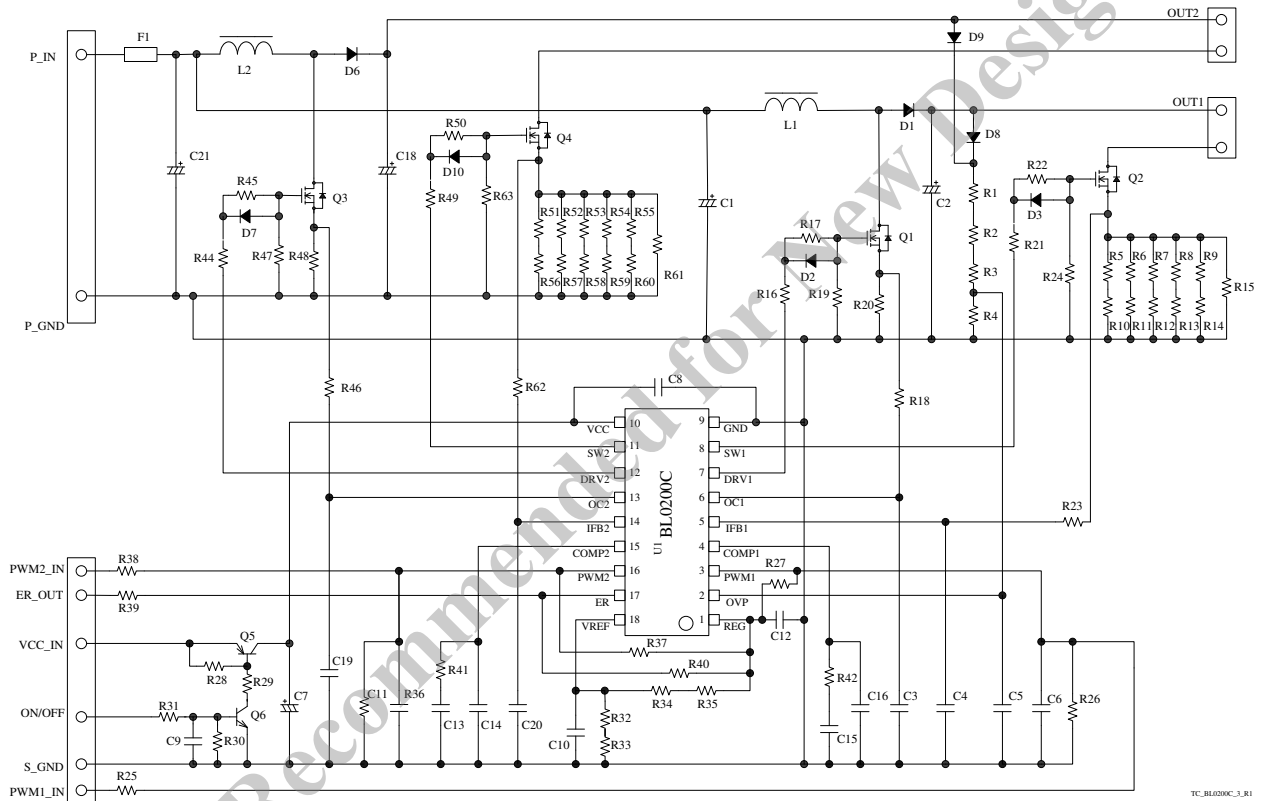 OUT2
F1
D9
P_IN
L2
D6
OUT1
L1
D1
R50
Q4
D8
C21
C18
R22
D10
Q2
R45
Q3
R49
R63
D3
R1
C1
C2
D7
R51 R52 R53 R54 R55
R17
Q1
R2
R21
R44
R47
R48
R61
D2
R24
R5 R6 R7 R8 R9
R56 R57 R58 R59 R60
R16
R19
R20
R3
R15
R4
R10 R11 R12 R13 R14
P_GND
R46
R62
C8
R18
10
9
VCC
GND
11
8
SW2
SW1
12
7
DRV2
DRV1
13
6
OC2
OC1
14
5
IFB2
IFB1
R23
15
4
COMP2
COMP1
16
3
PWM2
PWM1
17
2
ER
OVP
18
1
VREF
REG
U1
BL0200C
R27
C12
R38
PWM2_IN
ER_OUT
R39
VCC_IN
Q5
R37
R28
R29
C19
R41
R40
R42
C11
R36
C7
R34
R35
ON/OFF
R31
Q6
C13
C14
C20
R32
C16
C3
C4
C5
C6
R26
C9
R30
C10
R33
C15
S_GND
R25
PWM1_IN
TC_BL0200C_3_R1
Recommended for New Desig